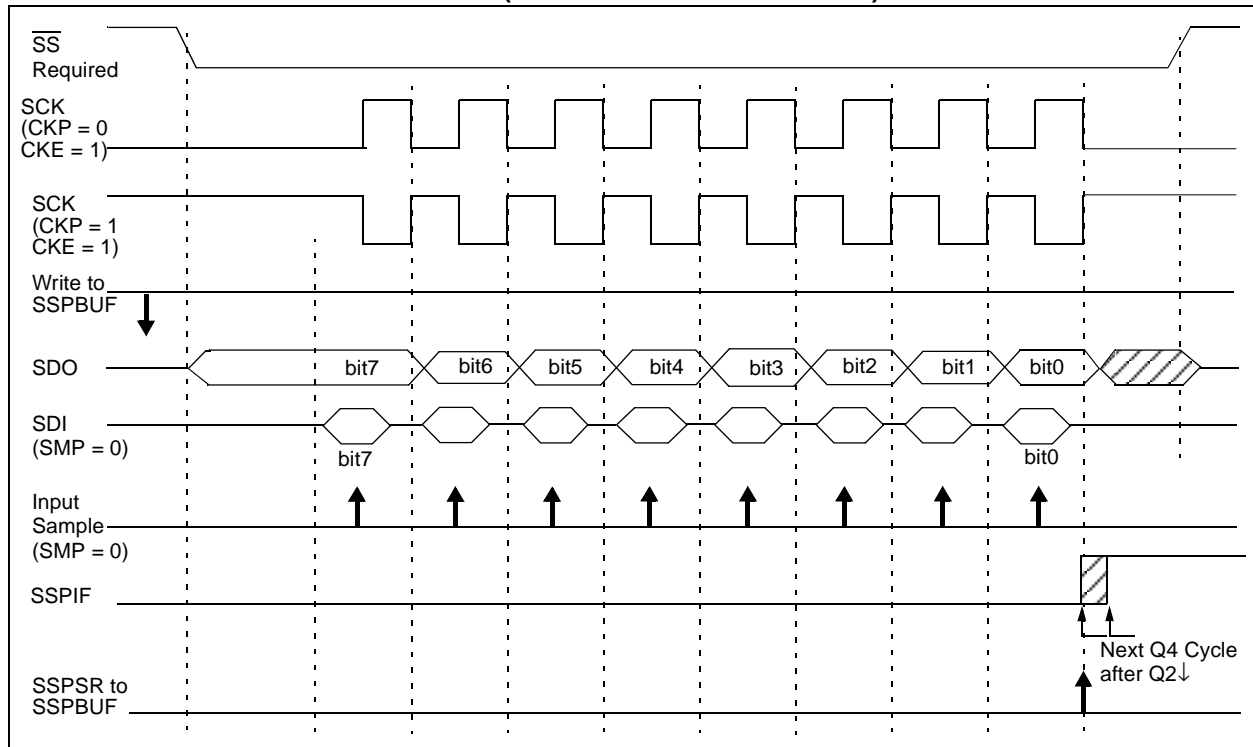 SS
Required
SCK
(CKP = 0
CKE = 1)
SCK
(CKP = 1
CKE = 1)
Write to
SSPBUF
SDO
bit7 bit6 bit5 bit4 bit3 bit2 bit1 bit0
SDI
(SMP = 0)
bit7 bit0
Input
Sample
(SMP = 0)
SSPIF
Next Q4 Cycle
after Q2↓
SSPSR to
SSPBUF